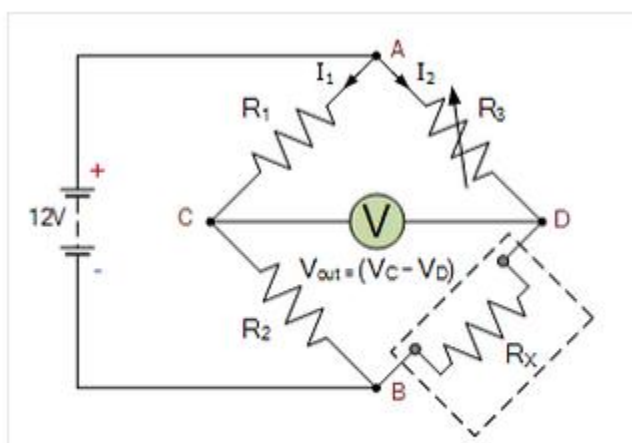 A
I1 I2
R1 R3
+
12V
C V D
-
Vout = (VC - VD)
R2 RX
B